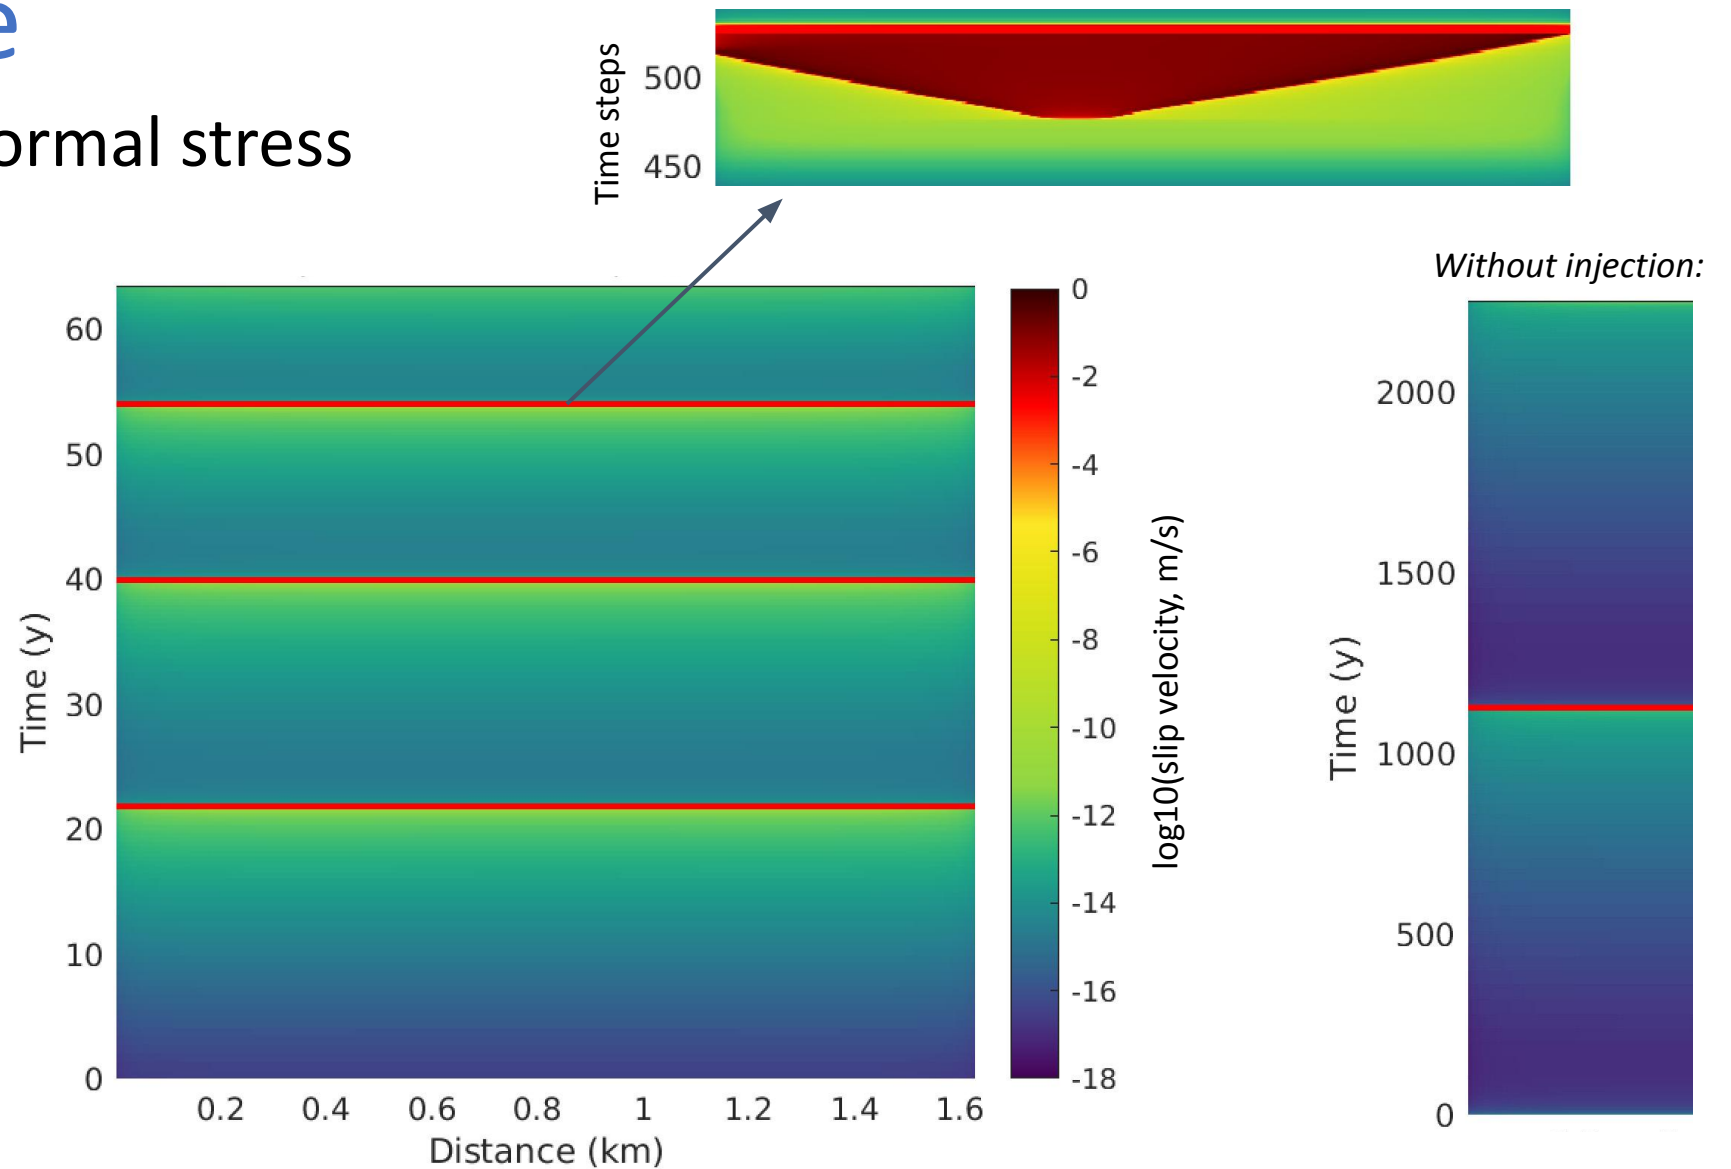 e
ormal stress
Time steps
500
450
Without injection:
60
50
40
30
20
10
0
Time (y)
0.2 0.4 0.6 0.8 1 1.2 1.4 1.6
Distance (km)
0
-2
-4
-6
-8
-10
-12
-14
-16
-18
log10(slip velocity, m/s)
2000
1500
1000
500
0
Time (y)